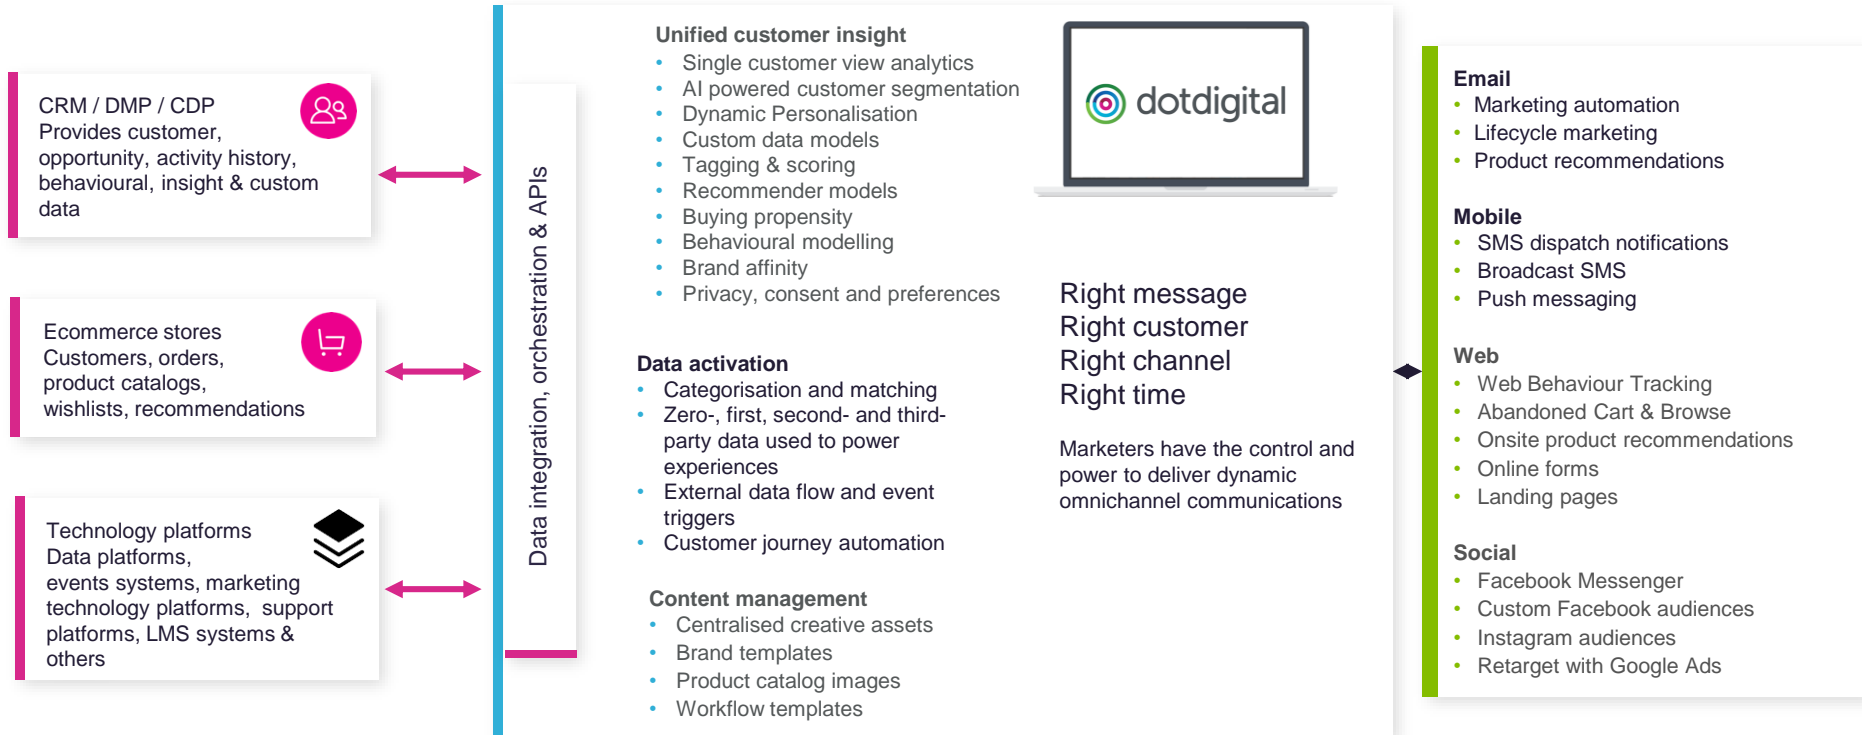 CRM / DMP / CDP
Provides customer,
opportunity, activity history,
behavioural, insight & custom
data
Ecommerce stores
Customers, orders,
product catalogs,
wishlists, recommendations
Technology platforms
Data platforms,
events systems, marketing
technology platforms,  support
platforms, LMS systems &
others
Data integration, orchestration & APIs
Unified customer insight
• Single customer view analytics
• AI powered customer segmentation
• Dynamic Personalisation
• Custom data models
• Tagging & scoring
• Recommender models
• Buying propensity
• Behavioural modelling
• Brand affinity
• Privacy, consent and preferences
Data activation
• Categorisation and matching
• Zero-, first, second- and third-
party data used to power
experiences
• External data flow and event
triggers
• Customer journey automation
Content management
• Centralised creative assets
• Brand templates
• Product catalog images
• Workflow templates
dotdigital
Right message
Right customer
Right channel
Right time
Marketers have the control and
power to deliver dynamic
omnichannel communications
Email
• Marketing automation
• Lifecycle marketing
• Product recommendations
Mobile
• SMS dispatch notifications
• Broadcast SMS
• Push messaging
Web
• Web Behaviour Tracking
• Abandoned Cart & Browse
• Onsite product recommendations
• Online forms
• Landing pages
Social
• Facebook Messenger
• Custom Facebook audiences
• Instagram audiences
• Retarget with Google Ads